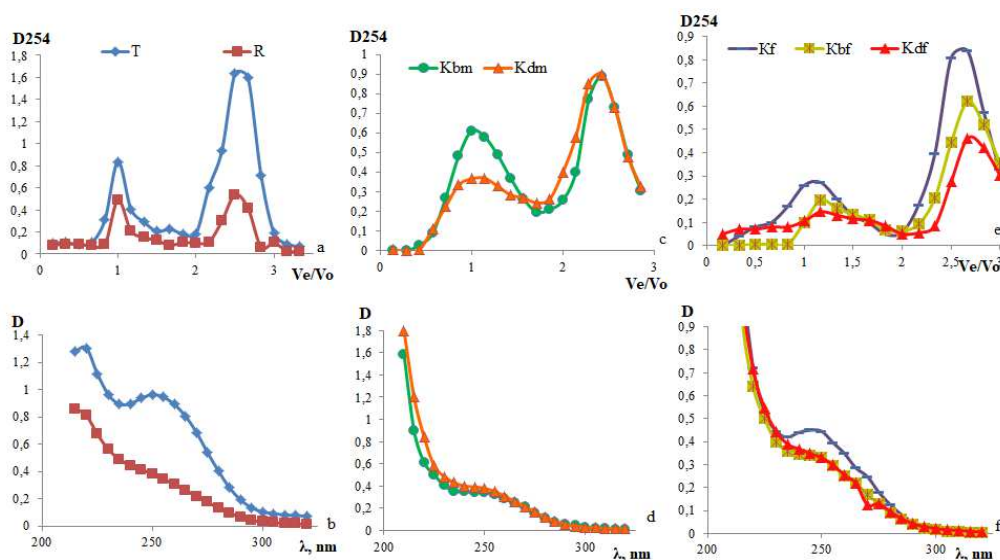 D254
T R
1,8
1,6
1,4
1,2
1
0,8
0,6
0,4
0,2
0
0 1 2 3
a
Ve/Vo
D254
Kbm Kdm
1
0,9
0,8
0,7
0,6
0,5
0,4
0,3
0,2
0,1
0
0 1 2 3
c
Ve/Vo
D254
Kf Kbf Kdf
0,9
0,8
0,7
0,6
0,5
0,4
0,3
0,2
0,1
0
0 0,5 1 1,5 2 2,5 3
e
Ve/Vo
D
1,4
1,2
1
0,8
0,6
0,4
0,2
0
200 250 300
b
λ, nm
D
1,8
1,6
1,4
1,2
1
0,8
0,6
0,4
0,2
0
200 250 300
d
λ, nm
D
0,9
0,8
0,7
0,6
0,5
0,4
0,3
0,2
0,1
0
200 250 300
f
λ, nm